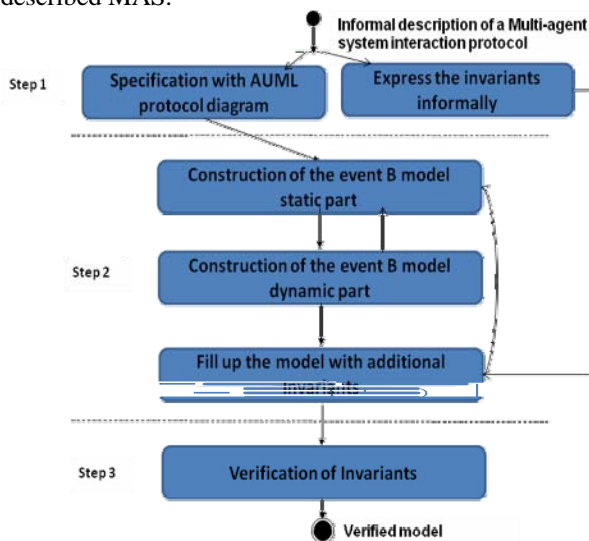 described MAS.
Informal description of a Multi-agent
system interaction protocol
Step 1
Specification with AUML
protocol diagram
Express the invariants
informally
Construction of the event B model
static part
Step 2
Construction of the event B model
dynamic part
Fill up the model with additional
Invariants
Step 3
Verification of Invariants
Verified model